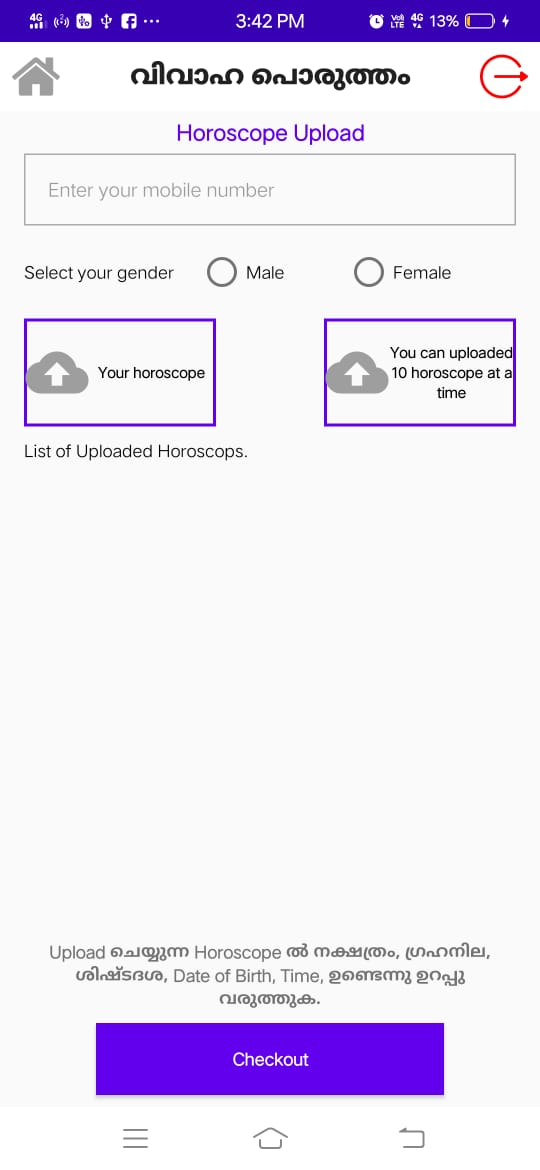 4G 3:42 PM VoI LTE 4G 13%
വിവാഹ പൊരുത്തം
Horoscope Upload
Enter your mobile number
Select your gender Male Female
Your horoscope
You can uploaded
10 horoscope at a
time
List of Uploaded Horoscops.
Upload ചെയ്യുന്ന Horoscope ൽ നക്ഷത്രം, ഗ്രഹനില,
ശിഷ്ടദശ, Date of Birth, Time, ഉണ്ടെന്നു ഉറപ്പു
വരുത്തുക.
Checkout